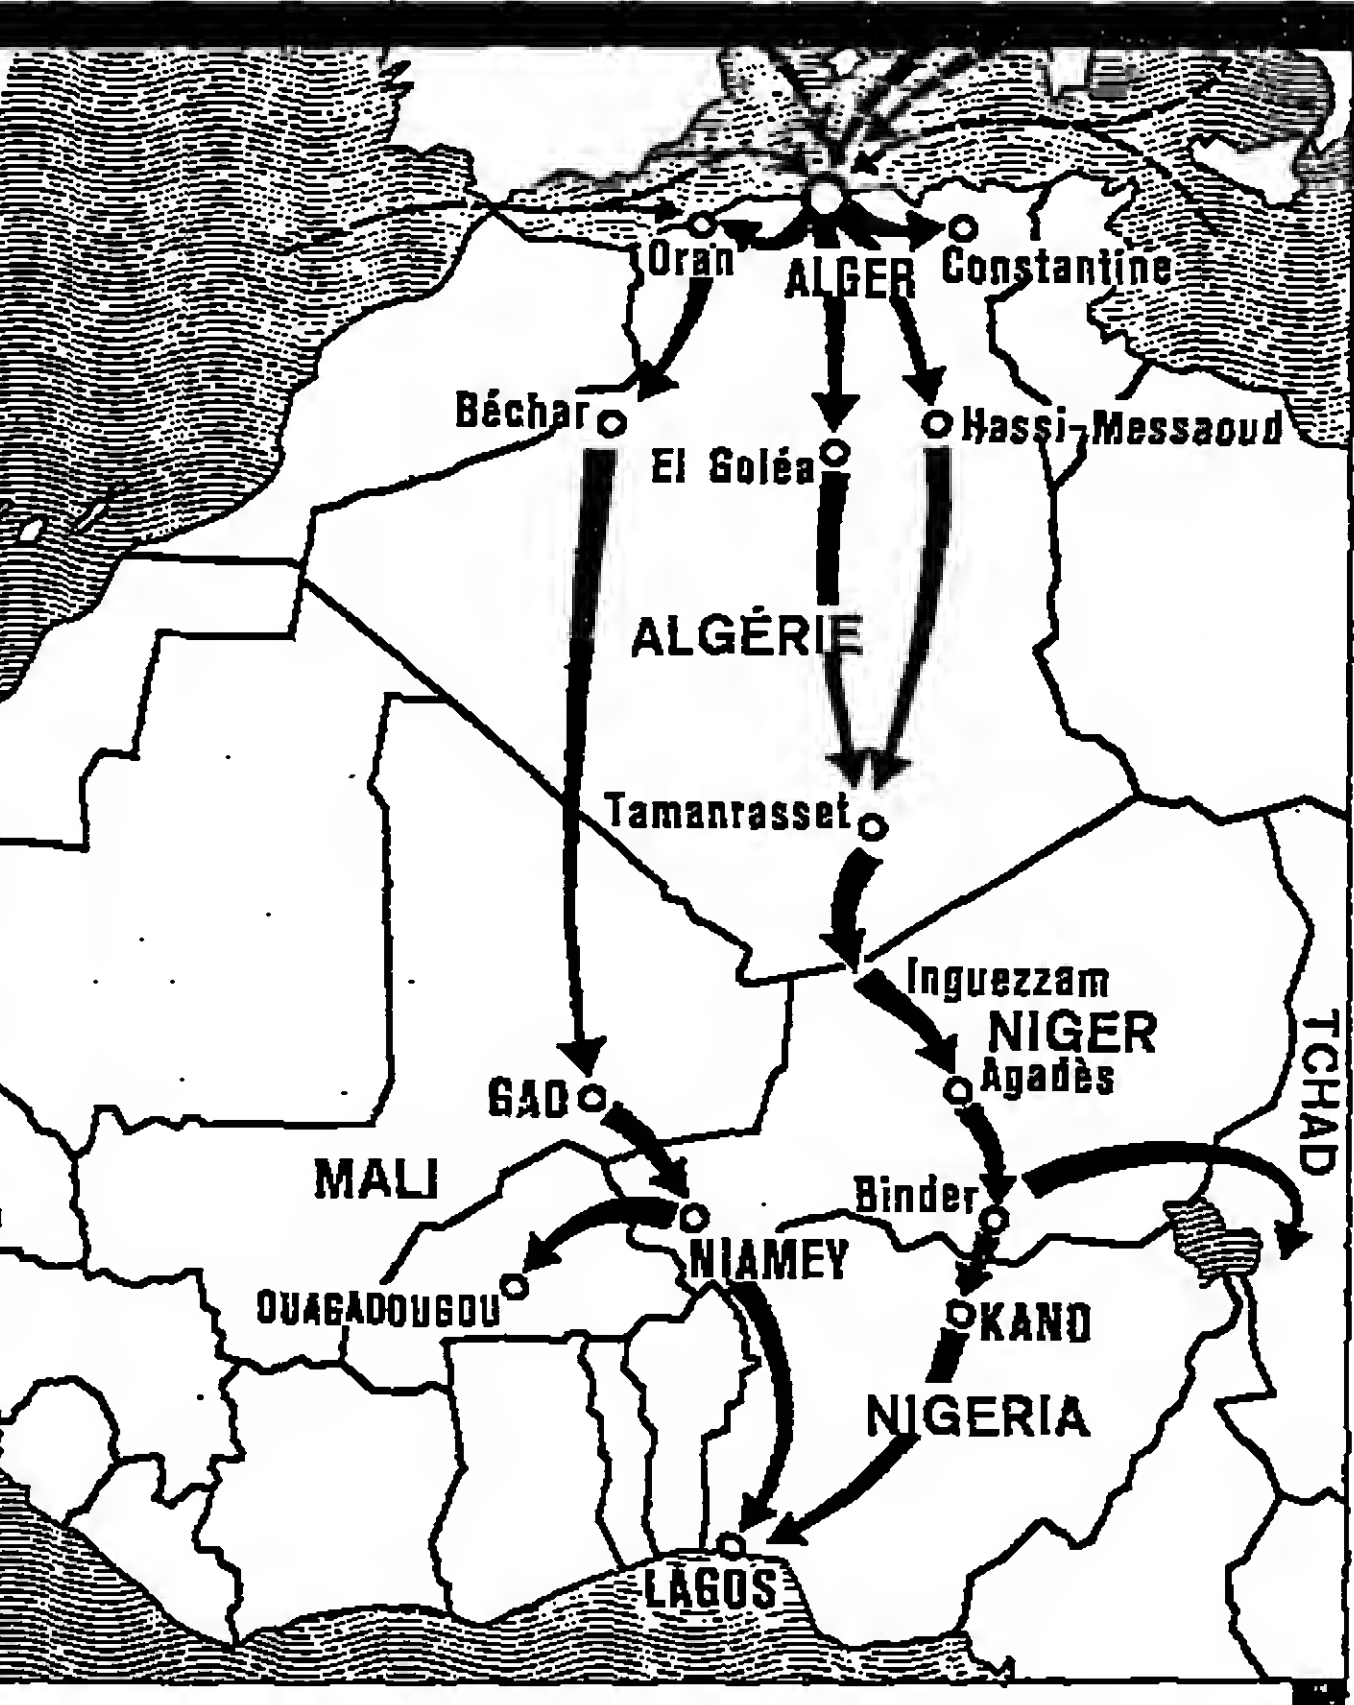 Oran
ALGER
Constantine
Béchar
Hassi-Messaoud
El Goléa
ALGÉRIE
Tamanrasset
Inguezzam
NIGER
Agadès
TCHAD
GAO
MALI
Binder
NIAMEY
OUAGADOUGOU
KANO
NIGERIA
LAGOS